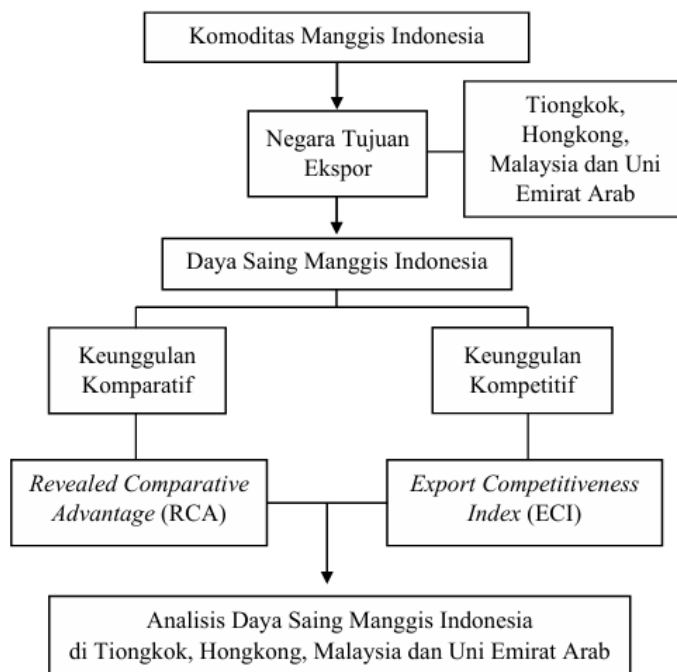 Komoditas Manggis Indonesia
Negara Tujuan
Ekspor
Tiongkok,
Hongkong,
Malaysia dan Uni
Emirat Arab
Daya Saing Manggis Indonesia
Keunggulan
Komparatif
Keunggulan
Kompetitif
Revealed Comparative
Advantage (RCA)
Export Competitiveness
Index (ECI)
Analisis Daya Saing Manggis Indonesia
di Tiongkok, Hongkong, Malaysia dan Uni Emirat Arab